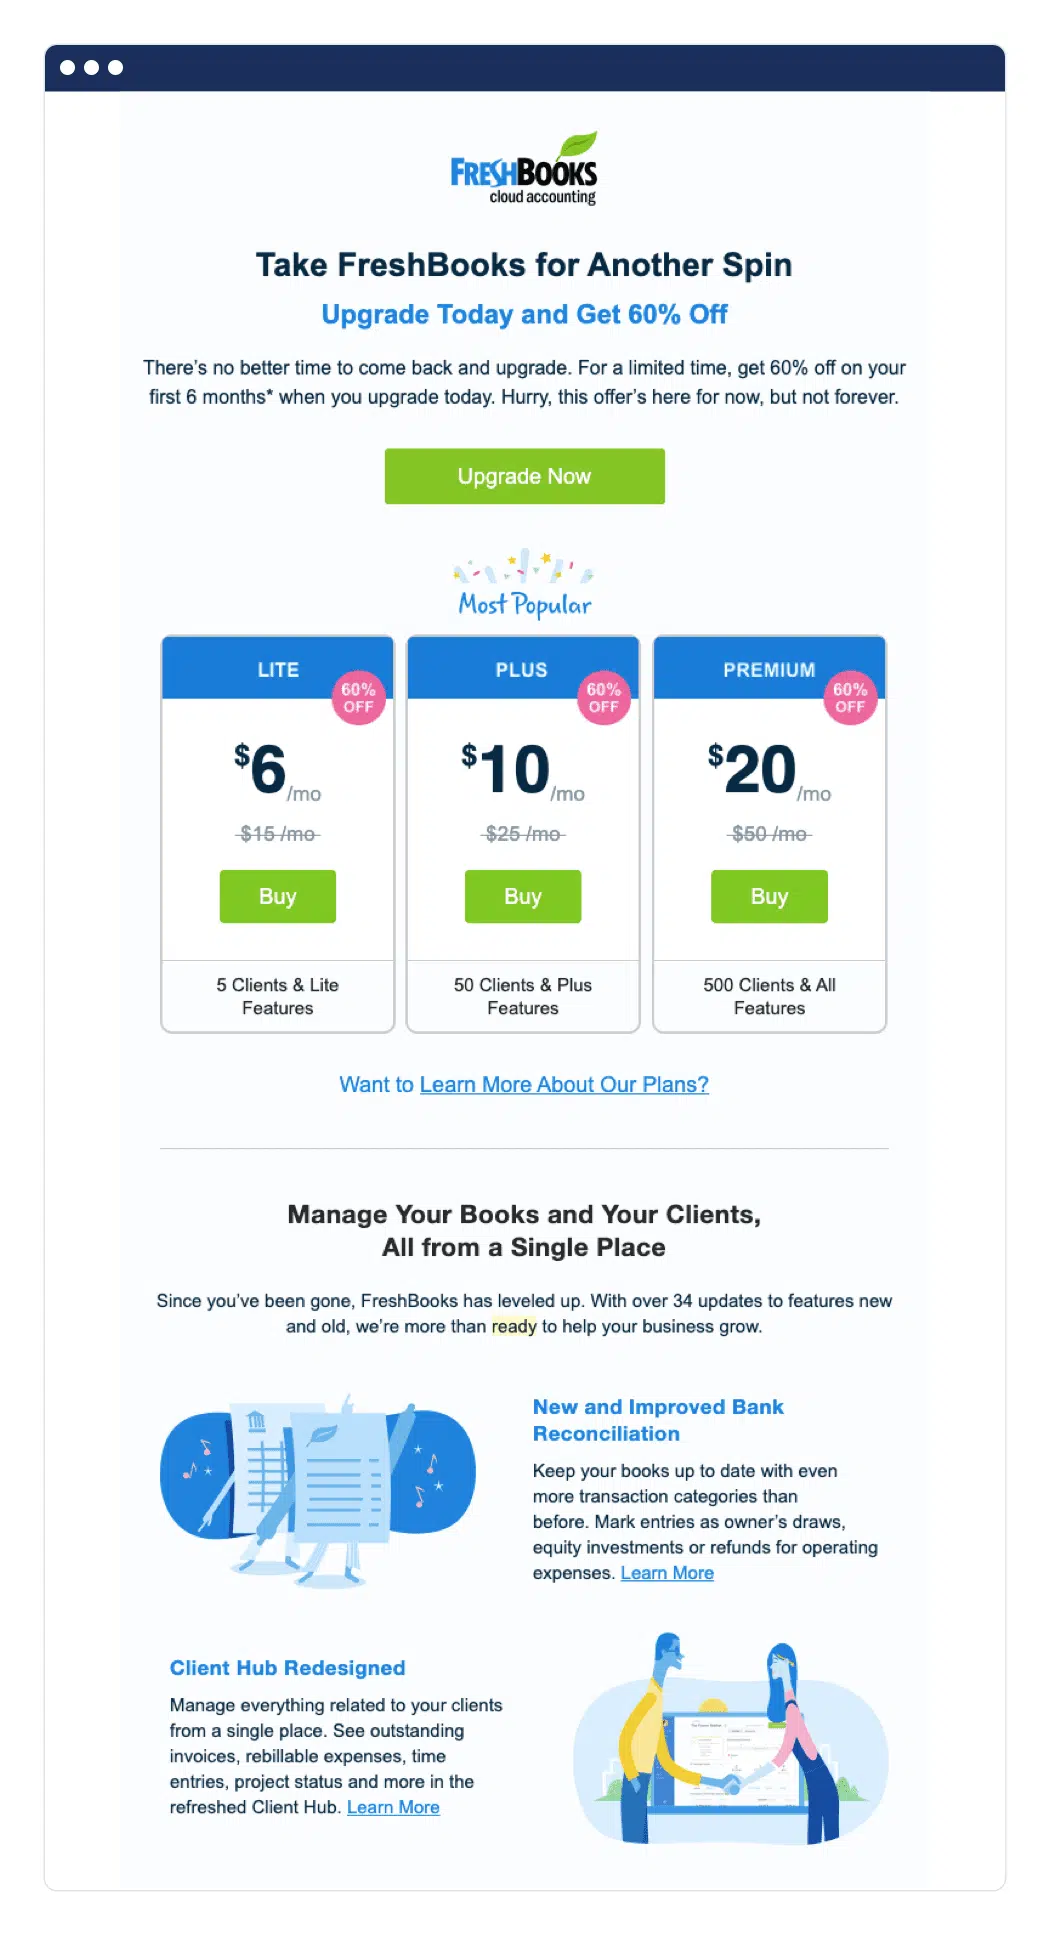 FRESHBOOKS
cloud accounting
Take FreshBooks for Another Spin
Upgrade Today and Get 60% Off
There's no better time to come back and upgrade. For a limited time, get 60% off on your
first 6 months* when you upgrade today. Hurry, this offer's here for now, but not forever.
Upgrade Now
Most Popular
LITE
60%
OFF
$6/mo
$15 /mo
Buy
5 Clients & Lite
Features
PLUS
60%
OFF
$10/mo
$25 /mo
Buy
50 Clients & Plus
Features
PREMIUM
60%
OFF
$20/mo
$50 /mo
Buy
500 Clients & All
Features
Want to Learn More About Our Plans?
Manage Your Books and Your Clients,
All from a Single Place
Since you've been gone, FreshBooks has leveled up. With over 34 updates to features new
and old, we're more than ready to help your business grow.
New and Improved Bank
Reconciliation
Keep your books up to date with even
more transaction categories than
before. Mark entries as owner's draws,
equity investments or refunds for operating
expenses. Learn More
Client Hub Redesigned
Manage everything related to your clients
from a single place. See outstanding
invoices, rebillable expenses, time
entries, project status and more in the
refreshed Client Hub. Learn More